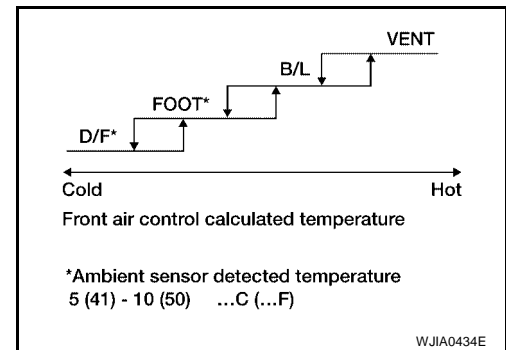 VENT
B/L
FOOT*
D/F*
Cold Hot
Front air control calculated temperature
*Ambient sensor detected temperature
5 (41) - 10 (50) ...C (...F)
WJIA0434E